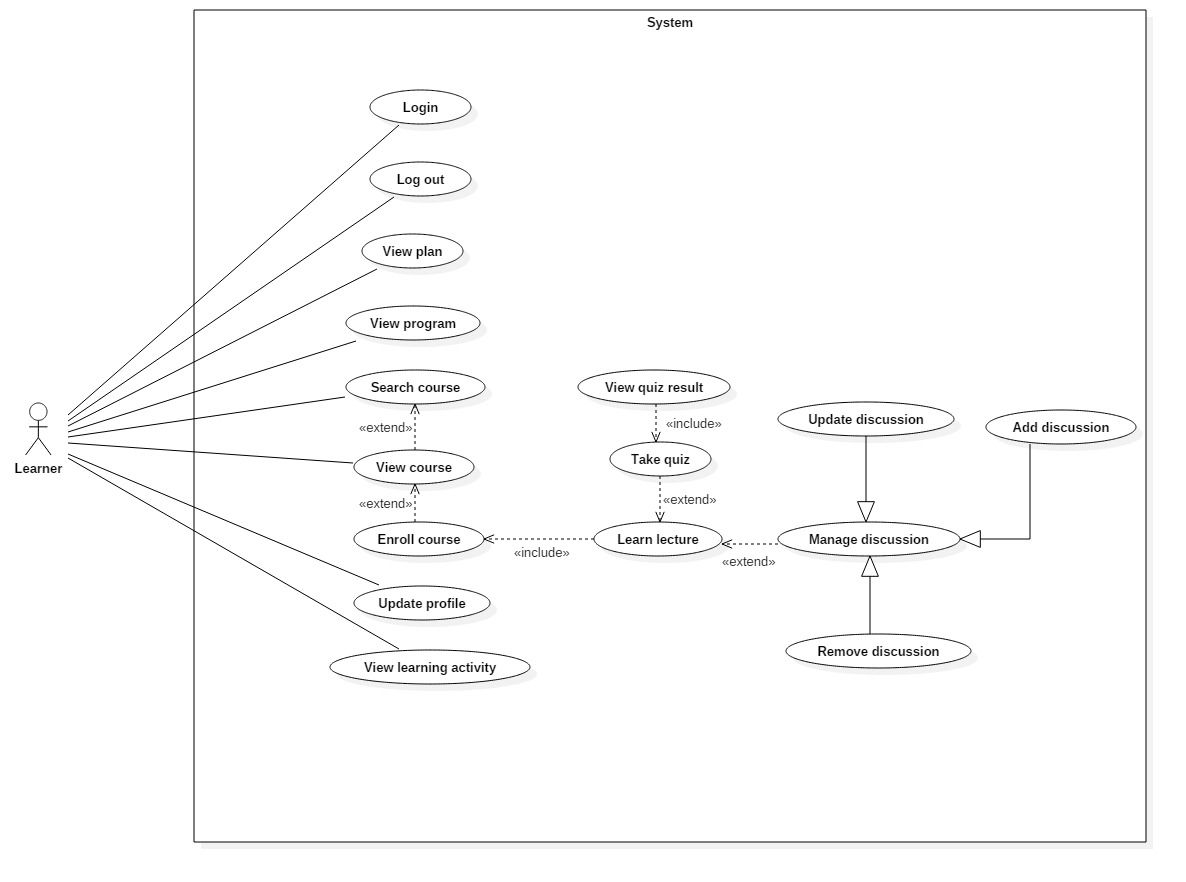 System
Login
Log out
View plan
View program
Search course
View quiz result
«extend»
«include»
Update discussion
Add discussion
Learner
View course
Take quiz
«extend»
«extend»
Enroll course
«include»
Learn lecture
«extend»
Manage discussion
Update profile
Remove discussion
View learning activity